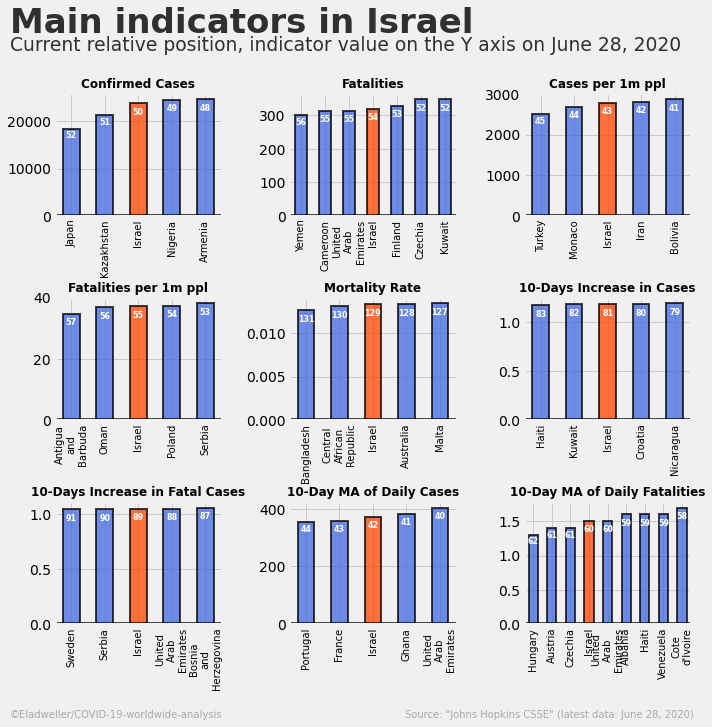 Main indicators in Israel
Current relative position, indicator value on the Y axis on June 28, 2020
Confirmed Cases
20000
10000
0
52
51
50
49
48
Japan
Kazakhstan
Israel
Nigeria
Armenia
Fatalities
300
200
100
0
56
55
55
54
53
52
52
Yemen
Cameroon
United
Arab
Emirates
Israel
Finland
Czechia
Kuwait
Cases per 1m ppl
3000
2000
1000
0
45
44
43
42
41
Turkey
Monaco
Israel
Iran
Bolivia
Fatalities per 1m ppl
40
20
0
57
56
55
54
53
Antigua
and
Barbuda
Oman
Israel
Poland
Serbia
Mortality Rate
0.010
0.005
0.000
131
130
129
128
127
Bangladesh
Central
African
Republic
Israel
Australia
Malta
10-Days Increase in Cases
1.0
0.5
0.0
83
82
81
80
79
Haiti
Kuwait
Israel
Croatia
Nicaragua
10-Days Increase in Fatal Cases
1.0
0.5
0.0
91
90
89
88
87
Sweden
Serbia
Israel
United
Arab
Emirates
Bosnia
and
Herzegovina
10-Day MA of Daily Cases
400
200
0
44
43
42
41
40
Portugal
France
Israel
Ghana
United
Arab
Emirates
10-Day MA of Daily Fatalities
1.5
1.0
0.5
0.0
62
61
61
60
60
59
59
59
58
Hungary
Austria
Czechia
Israel
United
Arab
Emirates
Albania
Haiti
Venezuela
Cote
d'Ivoire
©Eladweller/COVID-19-worldwide-analysis
Source: "Johns Hopkins CSSE" (latest data: June 28, 2020)